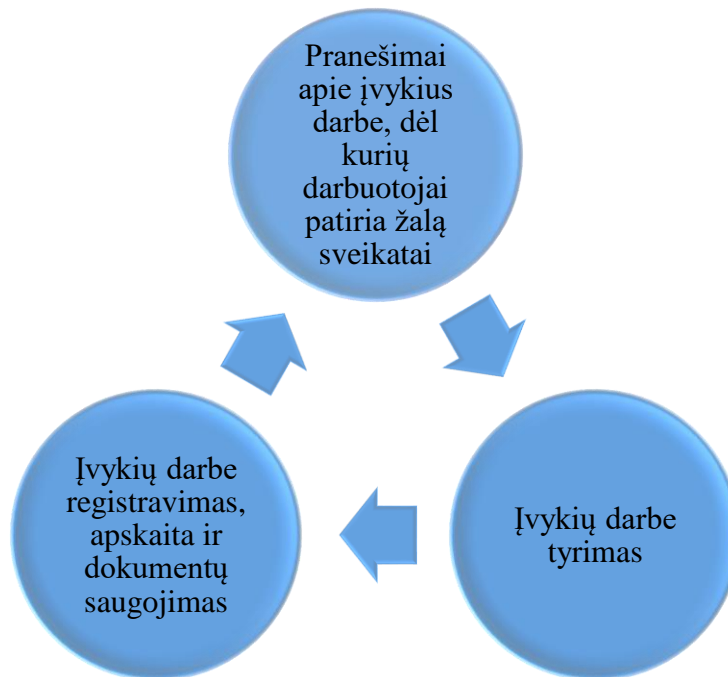 Pranešimai
apie įvykius
darbe, dėl
kurių
darbuotojai
patiria žalą
sveikatai
Įvykių darbe
tyrimas
Įvykių darbe
registravimas,
apskaita ir
dokumentų
saugojimas